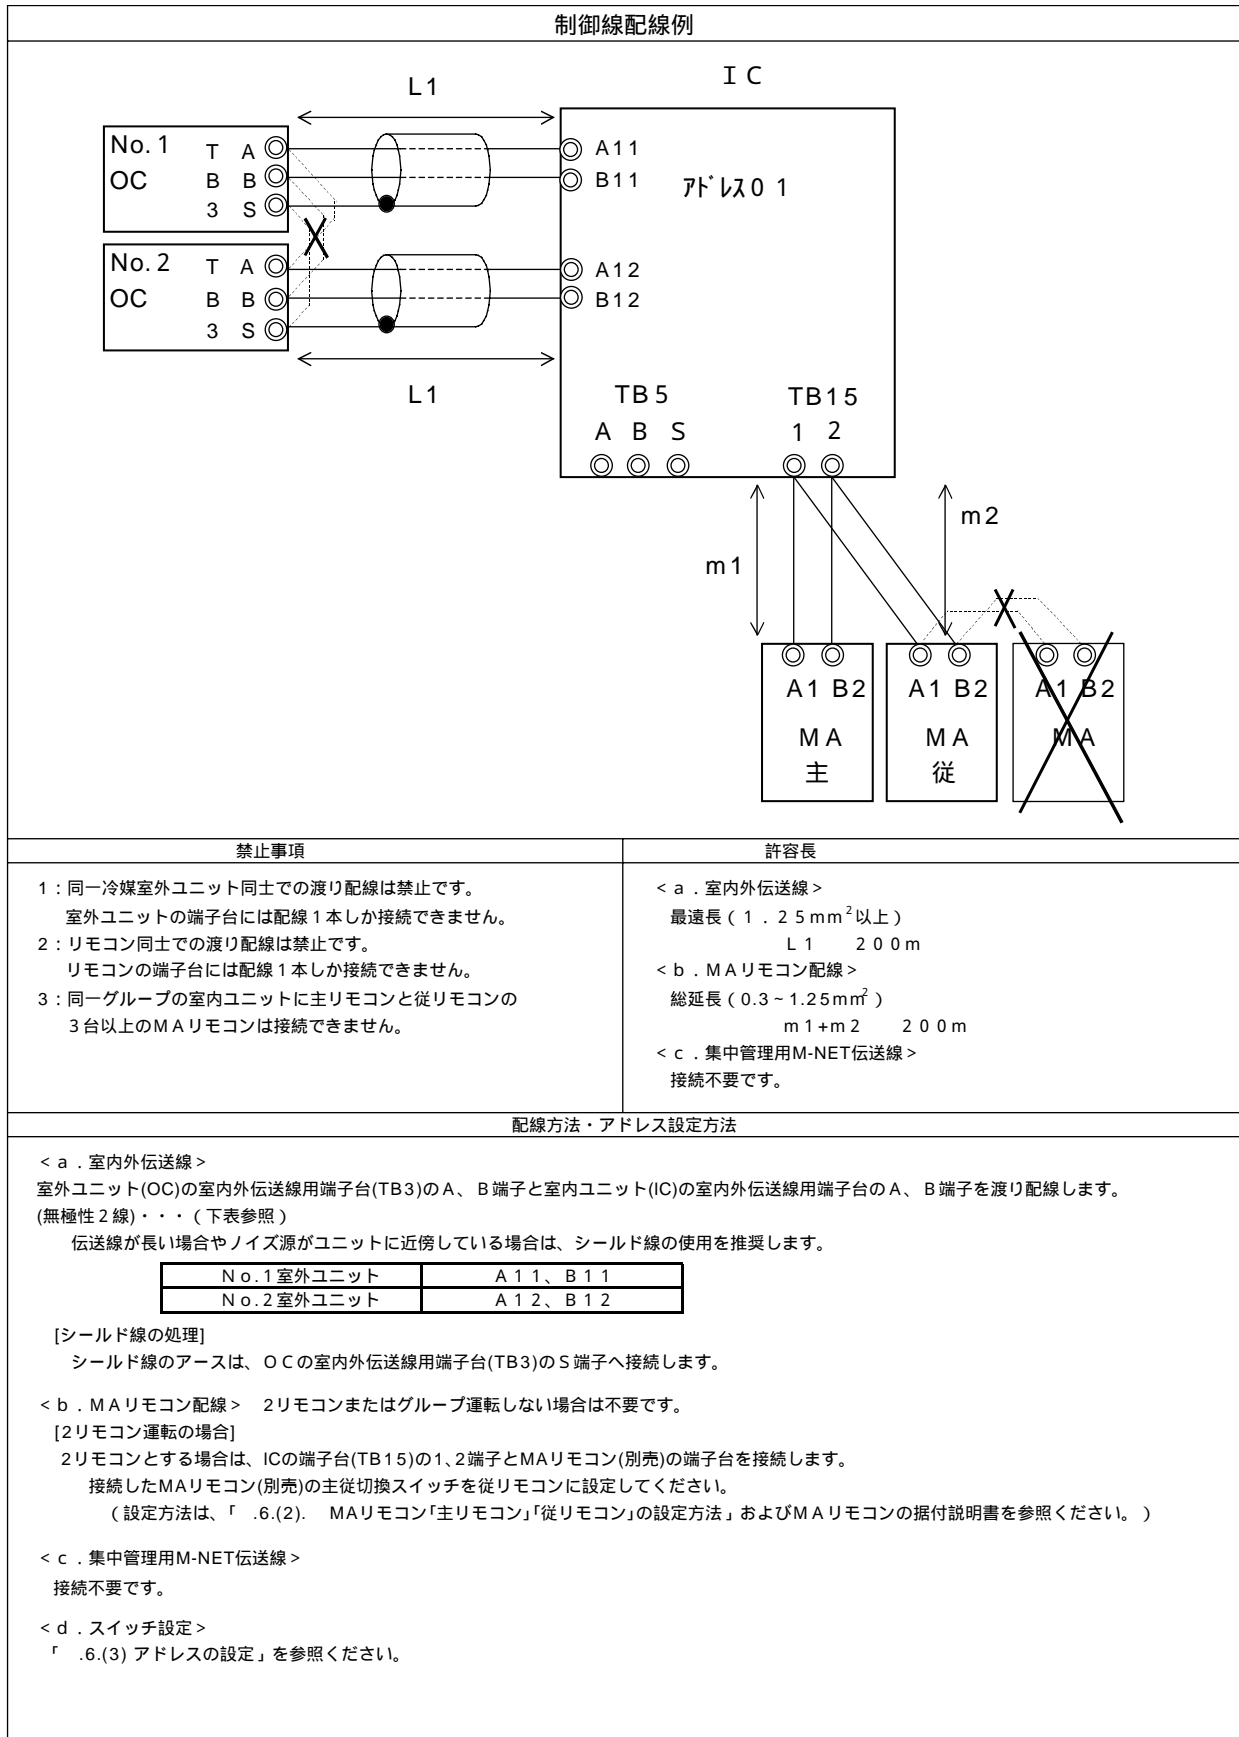 制御線配線例
ＩＣ
L1
No.1 T A
OC B B
3 S
A11
B11
ｱﾄﾞﾚｽ０１
No.2 T A
OC B B
3 S
A12
B12
L1
TB5
A B S
TB15
1 2
m1
m2
A1 B2
MA
主
A1 B2
MA
従
A1 B2
MA
禁止事項
1：同一冷媒室外ユニット同士での渡り配線は禁止です。
室外ユニットの端子台には配線１本しか接続できません。
2：リモコン同士での渡り配線は禁止です。
リモコンの端子台には配線１本しか接続できません。
3：同一グループの室内ユニットに主リモコンと従リモコンの
３台以上のＭＡリモコンは接続できません。
許容長
＜ａ．室内外伝送線＞
最遠長（１．２５mm²以上）
Ｌ１ ２００m
＜ｂ．ＭＡリモコン配線＞
総延長（0.3～1.25mm²）
m1+m2 ２００m
＜ｃ．集中管理用M-NET伝送線＞
接続不要です。
配線方法・アドレス設定方法
＜ａ．室内外伝送線＞
室外ユニット(OC)の室内外伝送線用端子台(TB3)のＡ、Ｂ端子と室内ユニット(IC)の室内外伝送線用端子台のＡ、Ｂ端子を渡り配線します。
(無極性２線)・・・（下表参照）
伝送線が長い場合やノイズ源がユニットに近傍している場合は、シールド線の使用を推奨します。
Ｎｏ.１室外ユニット Ａ１１、Ｂ１１
Ｎｏ.２室外ユニット Ａ１２、Ｂ１２
[シールド線の処理]
シールド線のアースは、ＯＣの室内外伝送線用端子台(TB3)のＳ端子へ接続します。
＜ｂ．ＭＡリモコン配線＞ 2リモコンまたはグループ運転しない場合は不要です。
[2リモコン運転の場合]
2リモコンとする場合は、ICの端子台(TB15)の1、2端子とMAリモコン(別売)の端子台を接続します。
接続したMAリモコン(別売)の主従切換スイッチを従リモコンに設定してください。
（設定方法は、「 .6.(2). MAリモコン｢主リモコン｣｢従リモコン｣の設定方法」およびＭＡリモコンの据付説明書を参照ください。）
＜ｃ．集中管理用M-NET伝送線＞
接続不要です。
＜ｄ．スイッチ設定＞
「 .6.(3) アドレスの設定」を参照ください。